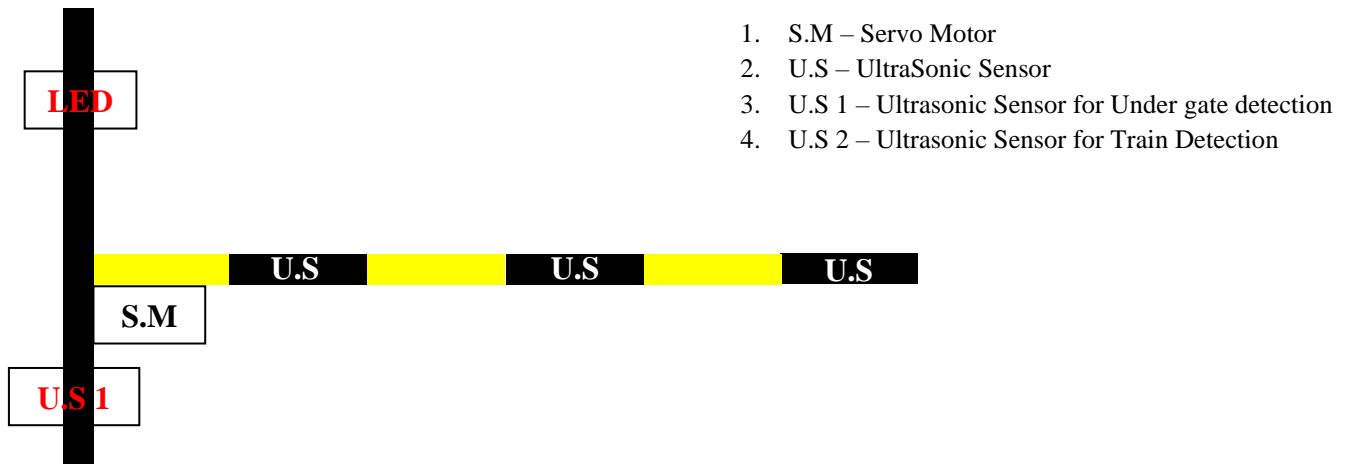 1. S.M – Servo Motor
2. U.S – UltraSonic Sensor
3. U.S 1 – Ultrasonic Sensor for Under gate detection
4. U.S 2 – Ultrasonic Sensor for Train Detection
LED
U.S
U.S
U.S
S.M
U.S 1